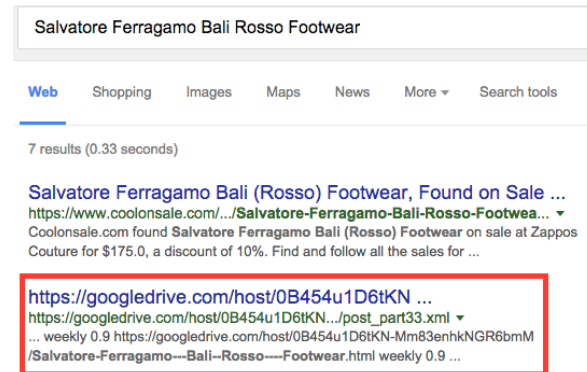 Salvatore Ferragamo Bali Rosso Footwear
Web Shopping Images Maps News More ▾ Search tools
7 results (0.33 seconds)
Salvatore Ferragamo Bali (Rosso) Footwear, Found on Sale ...
https://www.coolonsale.com/.../Salvatore-Ferragamo-Bali-Rosso-Footwea... ▾
Coolonsale.com found Salvatore Ferragamo Bali (Rosso) Footwear on sale at Zappos
Couture for $175.0, a discount of 10%. Find and follow all the sales for ...
https://googledrive.com/host/0B454u1D6tKN ...
https://googledrive.com/host/0B454u1D6tKN.../post_part33.xml ▾
... weekly 0.9 https://googledrive.com/host/0B454u1D6tKN-Mm83enhkNGR6bmM
/Salvatore-Ferragamo---Bali--Rosso----Footwear.html weekly 0.9 ...